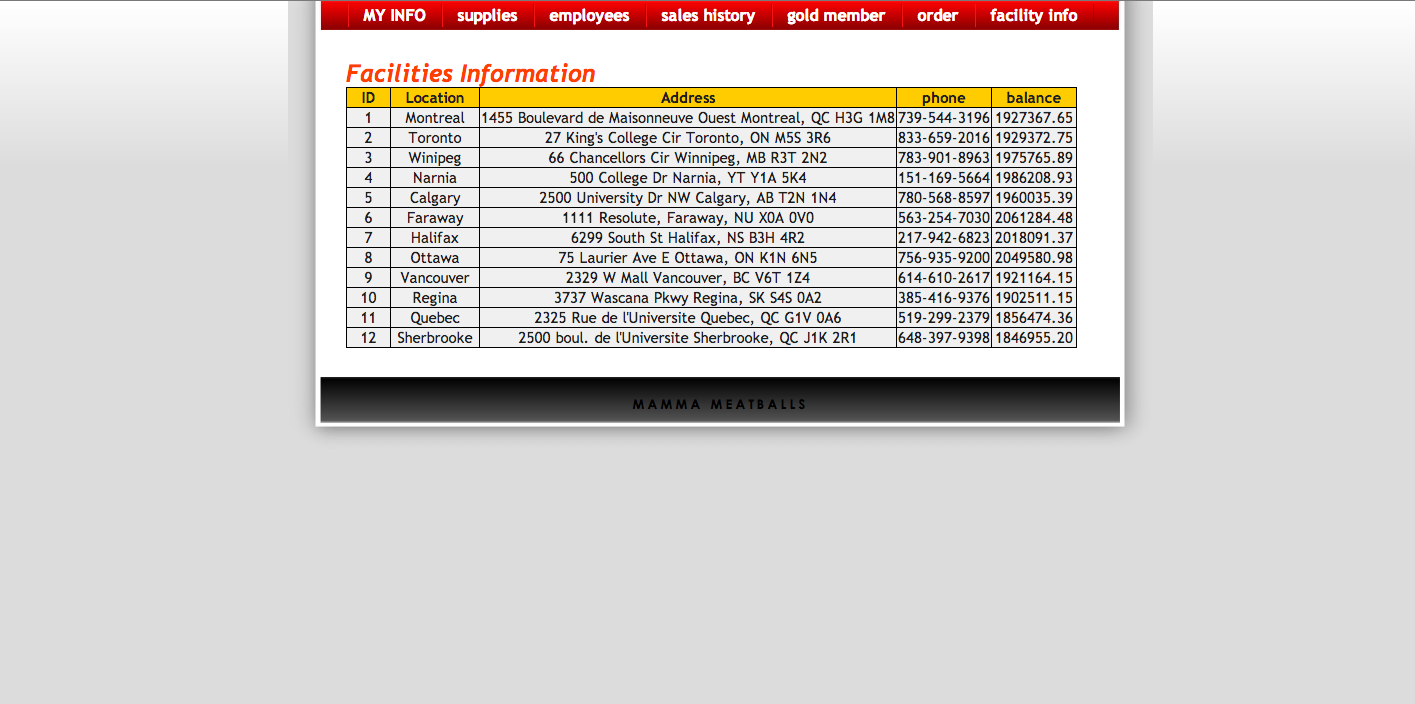 MY INFO supplies employees sales history gold member order facility info
Facilities Information
ID Location Address phone balance
1 Montreal 1455 Boulevard de Maisonneuve Ouest Montreal, QC H3G 1M8 739-544-3196 1927367.65
2 Toronto 27 King's College Cir Toronto, ON M5S 3R6 833-659-2016 1929372.75
3 Winipeg 66 Chancellors Cir Winnipeg, MB R3T 2N2 783-901-8963 1975765.89
4 Narnia 500 College Dr Narnia, YT Y1A 5K4 151-169-5664 1986208.93
5 Calgary 2500 University Dr NW Calgary, AB T2N 1N4 780-568-8597 1960035.39
6 Faraway 1111 Resolute, Faraway, NU X0A 0V0 563-254-7030 2061284.48
7 Halifax 6299 South St Halifax, NS B3H 4R2 217-942-6823 2018091.37
8 Ottawa 75 Laurier Ave E Ottawa, ON K1N 6N5 756-935-9200 2049580.98
9 Vancouver 2329 W Mall Vancouver, BC V6T 1Z4 614-610-2617 1921164.15
10 Regina 3737 Wascana Pkwy Regina, SK S4S 0A2 385-416-9376 1902511.15
11 Quebec 2325 Rue de l'Universite Quebec, QC G1V 0A6 519-299-2379 1856474.36
12 Sherbrooke 2500 boul. de l'Universite Sherbrooke, QC J1K 2R1 648-397-9398 1846955.20
MAMMA MEATBALLS